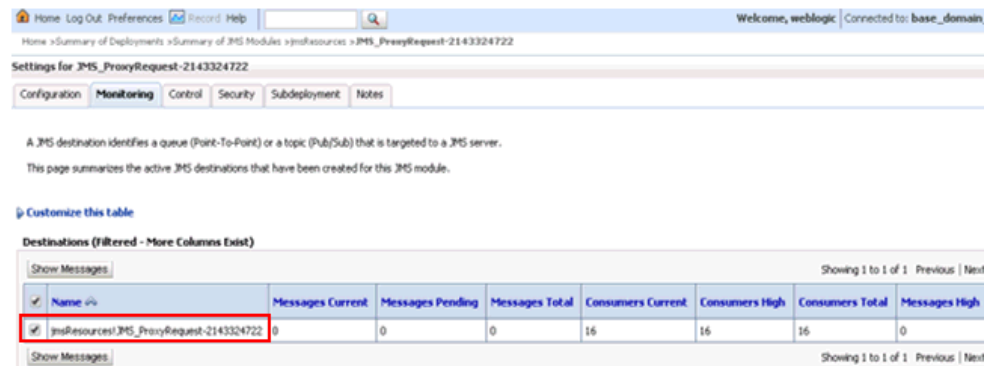 Home Log Out Preferences Record Help
Welcome, weblogic Connected to: base_domain
Home >Summary of Deployments >Summary of JMS Modules >jmsResources >JMS_ProxyRequest-2143324722
Settings for JMS_ProxyRequest-2143324722
Configuration Monitoring Control Security Subdeployment Notes
A JMS destination identifies a queue (Point-To-Point) or a topic (Pub/Sub) that is targeted to a JMS server.
This page summarizes the active JMS destinations that have been created for this JMS module.
Customize this table
Destinations (Filtered - More Columns Exist)
Show Messages Showing 1 to 1 of 1 Previous | Next
Name Messages Current Messages Pending Messages Total Consumers Current Consumers High Consumers Total Messages High
jmsResources!JMS_ProxyRequest-2143324722 0 0 0 16 16 16 0
Show Messages Showing 1 to 1 of 1 Previous | Next